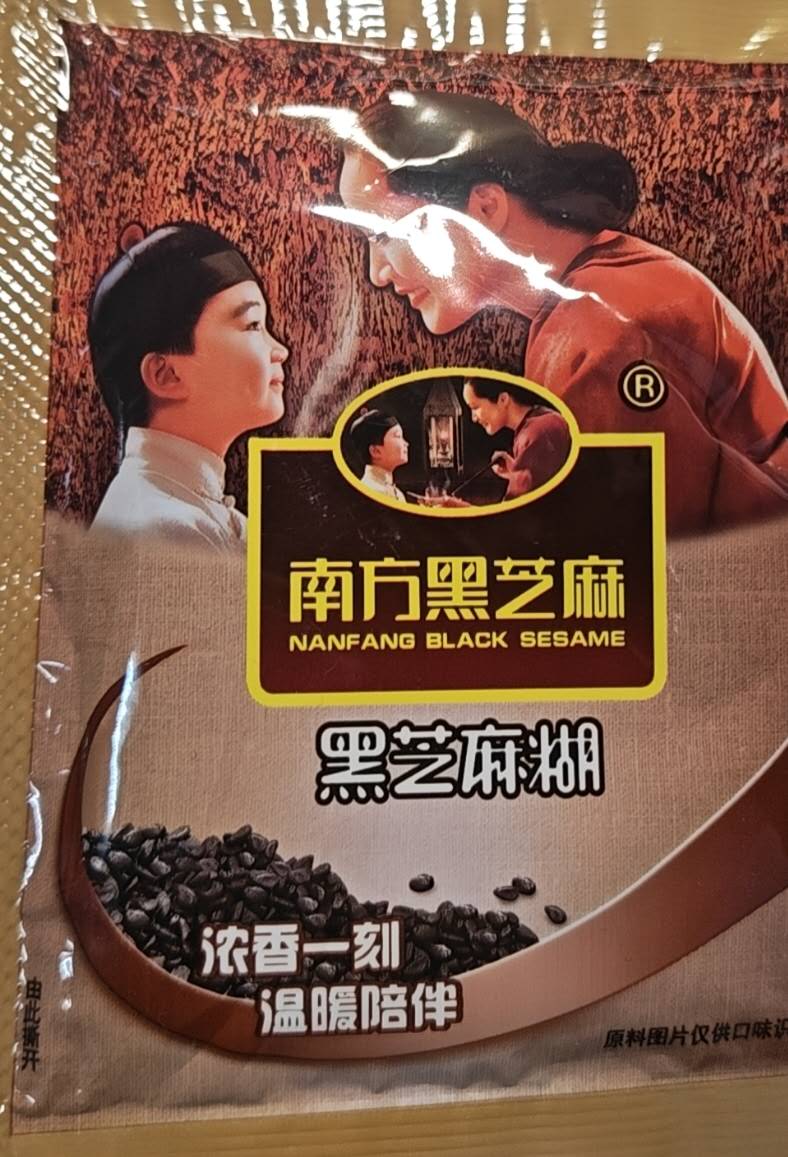 ®
南方黑芝麻
NANFANG BLACK SESAME
黑芝麻糊
浓香一刻
温暖陪伴
由此撕开
原料图片仅供口味识